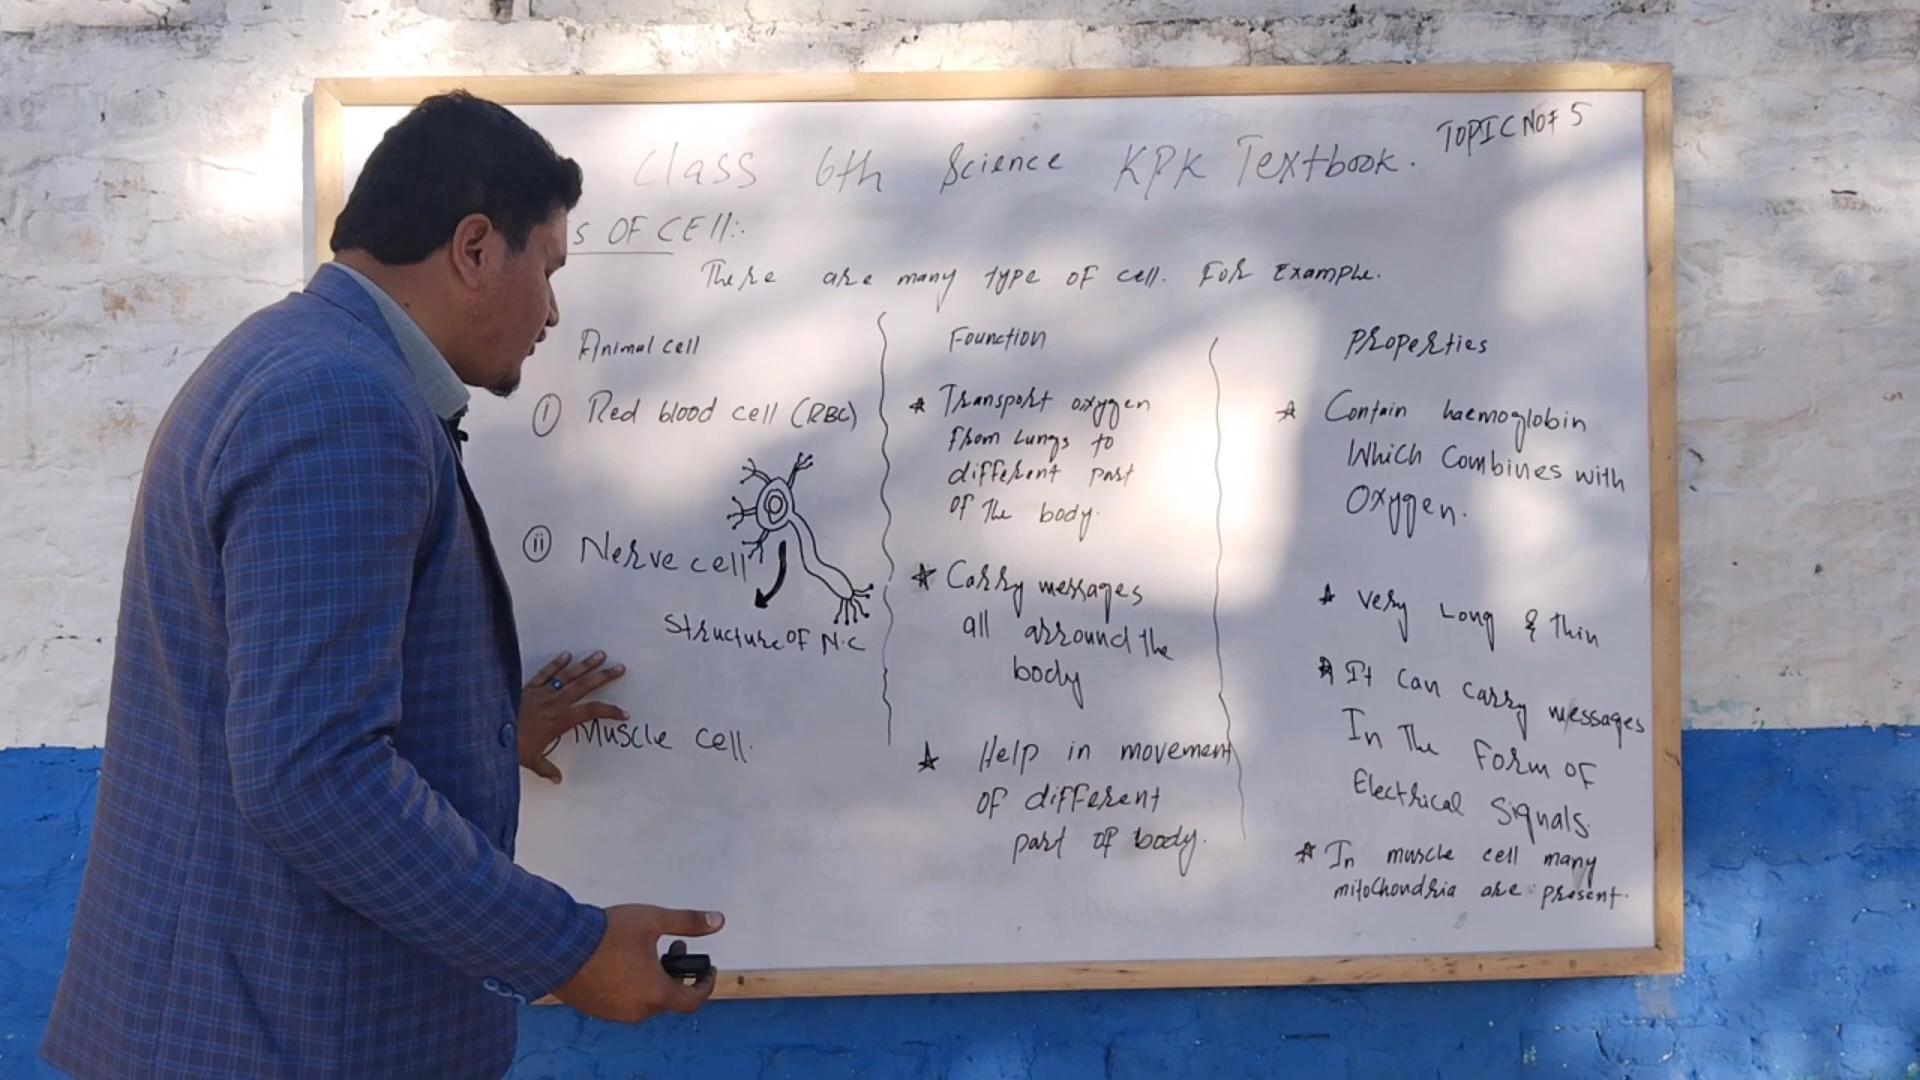 TOPIC NO# 5
Class 6th Science KPK Textbook.
S OF CEll:.
There are many type of cell. For Example.
Animal cell
(i) Red blood cell (RBC)
(ii) Nerve cell
Structure OF N.C
Muscle cell.
Founction
Transport oxygen
From Lungs to
different part
of The body.
Carry messages
all arround the
body
Help in movement
OF different
part of body.
Properties
Contain haemoglobin
Which Combines with
Oxygen.
Very Long & thin
It Can Carry messages
In The Form OF
Electrical Signals.
In muscle cell many
mitoChondria are present.